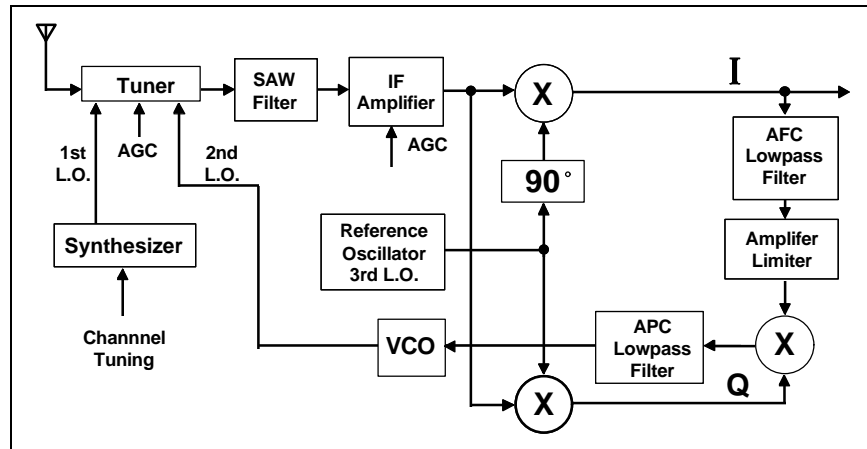 Tuner
SAW
Filter
IF
Amplifier
X
I
1st
L.O.
AGC
2nd
L.O.
AGC
90°
AFC
Lowpass
Filter
Synthesizer
Reference
Oscillator
3rd L.O.
Amplifer
Limiter
Channnel
Tuning
VCO
APC
Lowpass
Filter
X
X
Q